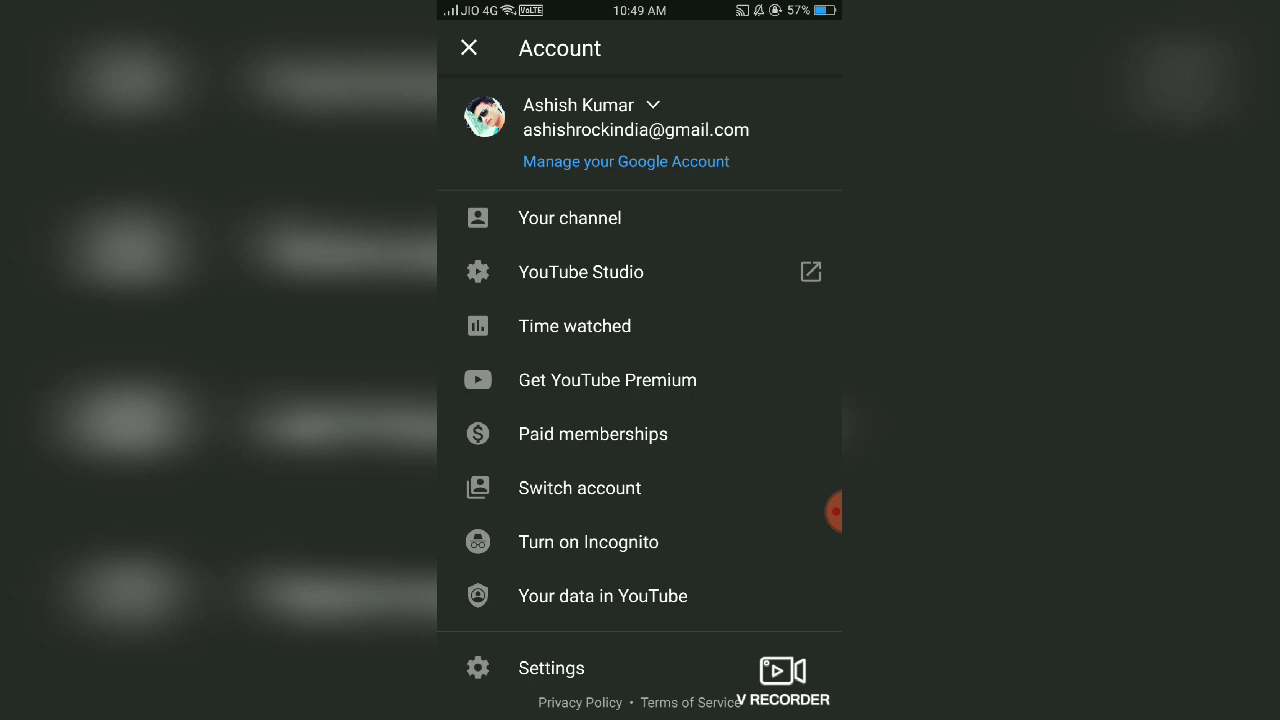 JIO 4G VoLTE 10:49 AM 57%
Account
Ashish Kumar
ashishrockindia@gmail.com
Manage your Google Account
Your channel
YouTube Studio
Time watched
Get YouTube Premium
Paid memberships
Switch account
Turn on Incognito
Your data in YouTube
Settings
V RECORDER
Privacy Policy • Terms of Service